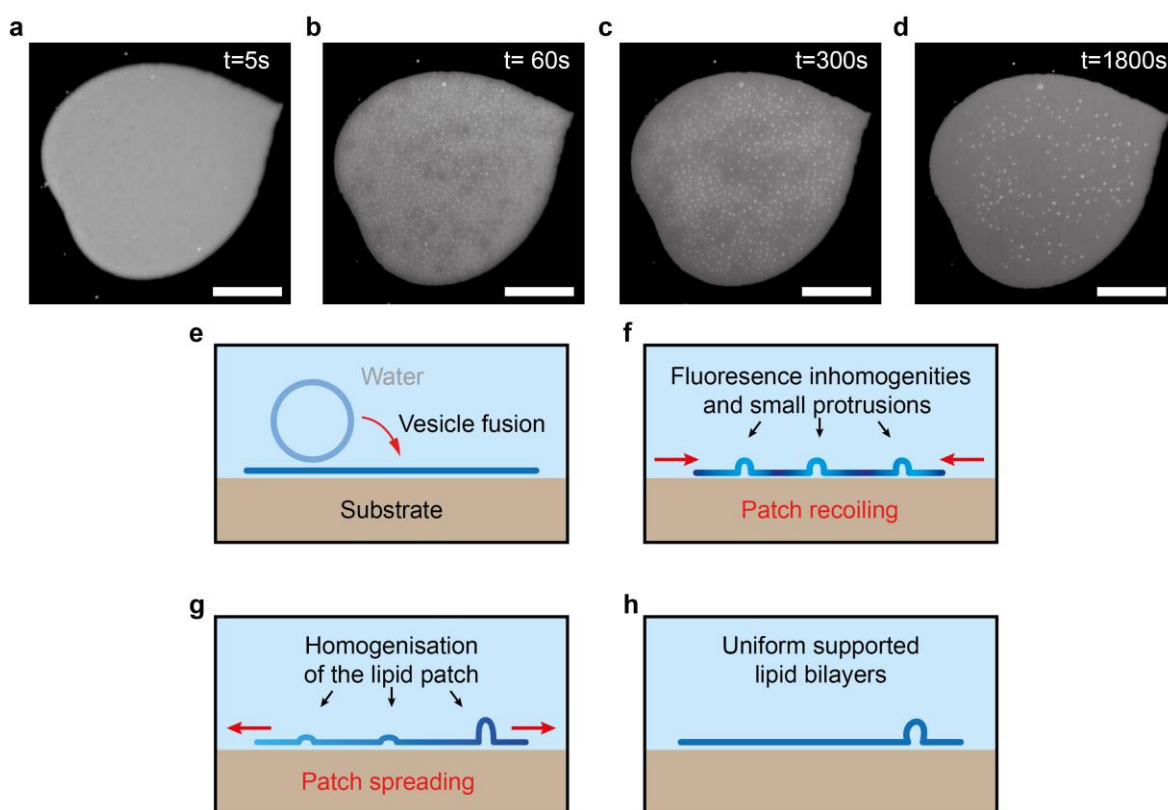 a
t=5s
b
t= 60s
c
t=300s
d
t=1800s
e
Water
Vesicle fusion
Substrate
f
Fluoresence inhomogenities
and small protrusions
Patch recoiling
g
Homogenisation
of the lipid patch
Patch spreading
h
Uniform supported
lipid bilayers